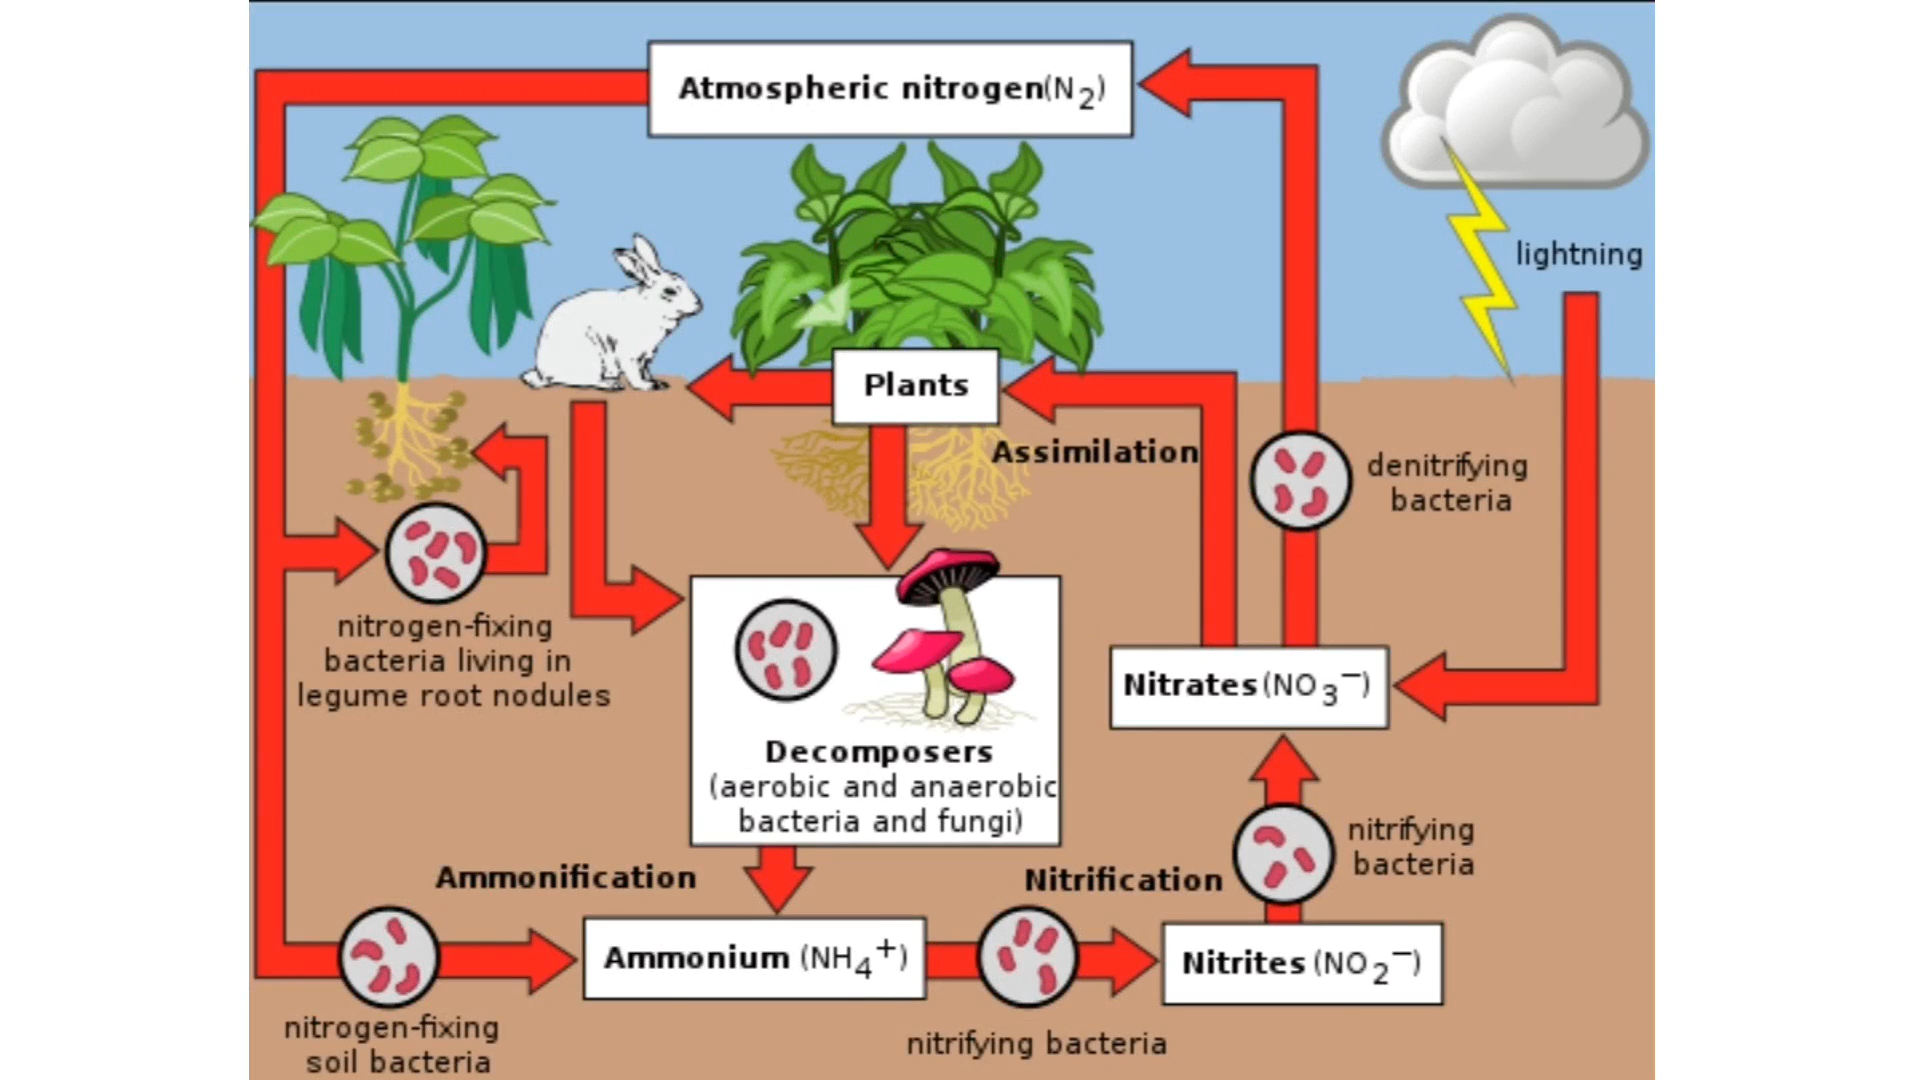 Atmospheric nitrogen(N2)
lightning
Plants
Assimilation
denitrifying
bacteria
nitrogen-fixing
bacteria living in
legume root nodules
Nitrates (NO3−)
Decomposers
(aerobic and anaerobic
bacteria and fungi)
nitrifying
bacteria
Ammonification
Nitrification
Ammonium (NH4+)
Nitrites (NO2−)
nitrogen-fixing
soil bacteria
nitrifying bacteria